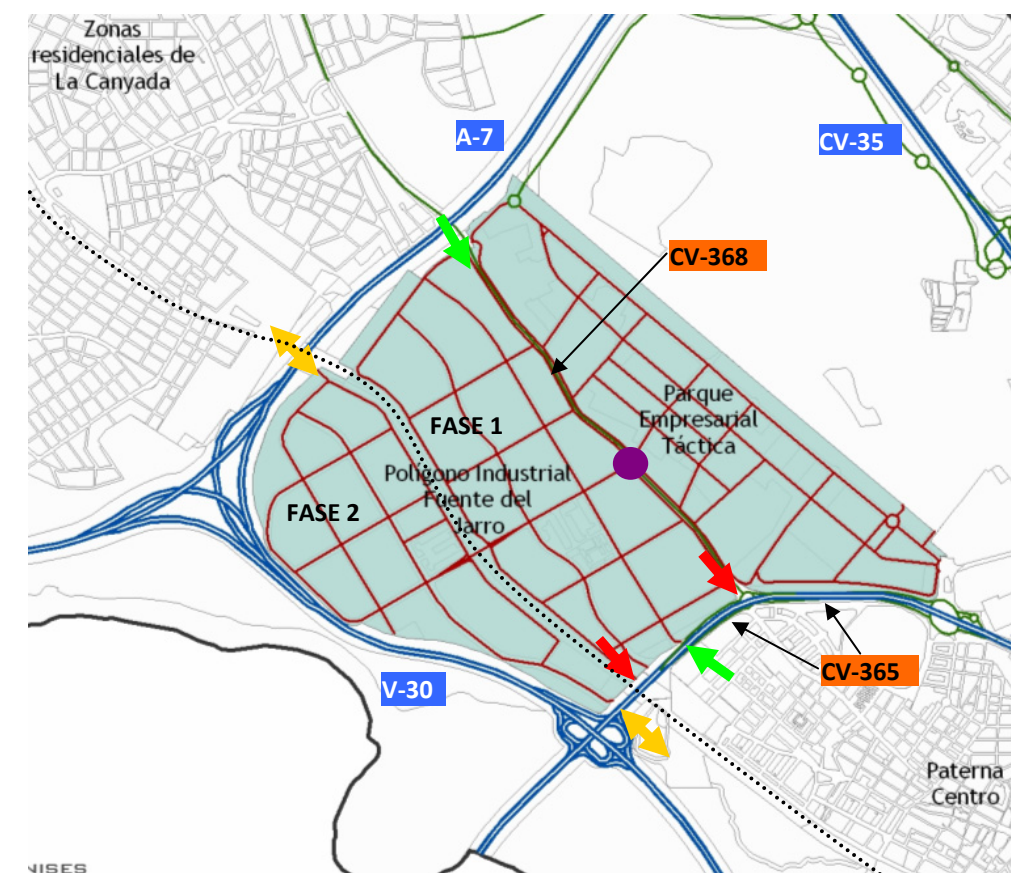 Zonas
residenciales de
La Canyada
A-7
CV-35
CV-368
Parque
Empresarial
Táctica
FASE 1
Polígono Industrial
Fuente del
Jarro
FASE 2
CV-365
V-30
Paterna
Centro
NISES